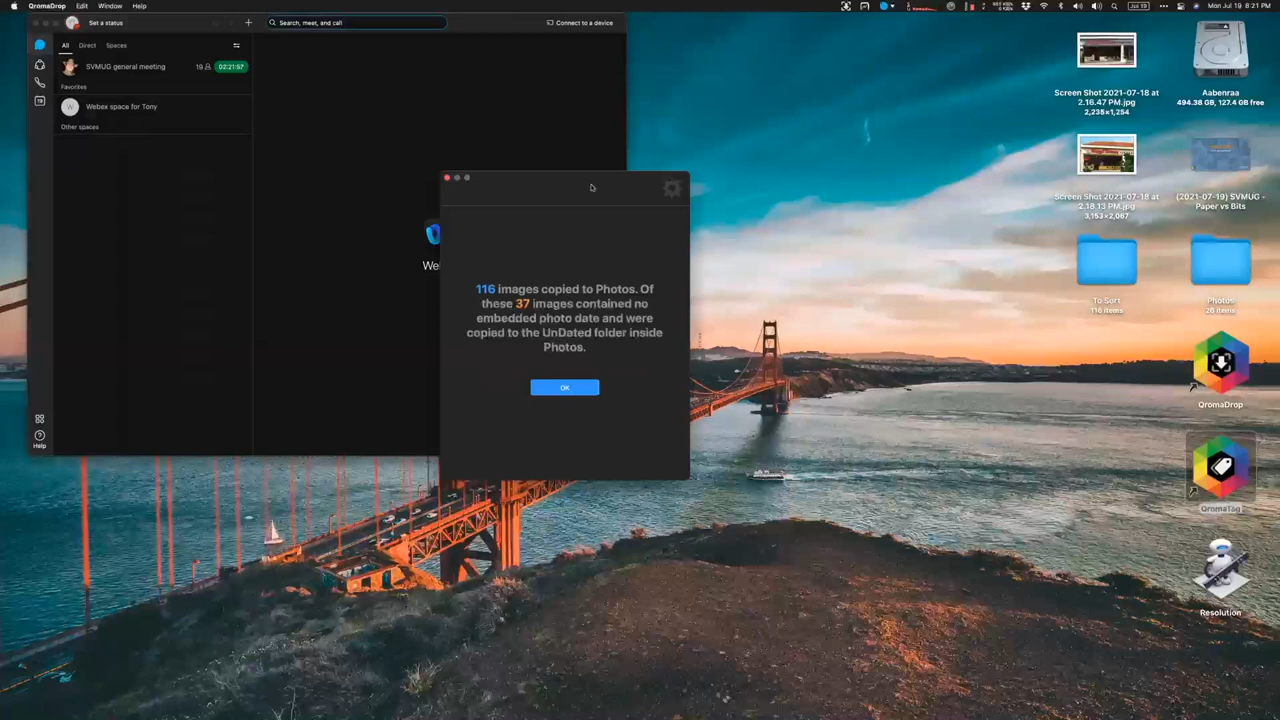 QromaDrop Edit Window Help
Jul 19
Mon Jul 19 8:21 PM
Set a status
Search, meet, and call
Connect to a device
All Direct Spaces
SVMUG general meeting 19 02:21:57
Favorites
W Webex space for Tony
Other spaces
19
We
Help
116 images copied to Photos. Of
these 37 images contained no
embedded photo date and were
copied to the UnDated folder inside
Photos.
OK
Screen Shot 2021-07-18 at
2.16.47 PM.jpg
2,235×1,254
Aabenraa
494.38 GB, 127.4 GB free
Screen Shot 2021-07-18 at
2.18.13 PM.jpg
3,153×2,067
(2021-07-19) SVMUG -
Paper vs Bits
To Sort
116 items
Photos
26 items
QromaDrop
QromaTag
Resolution